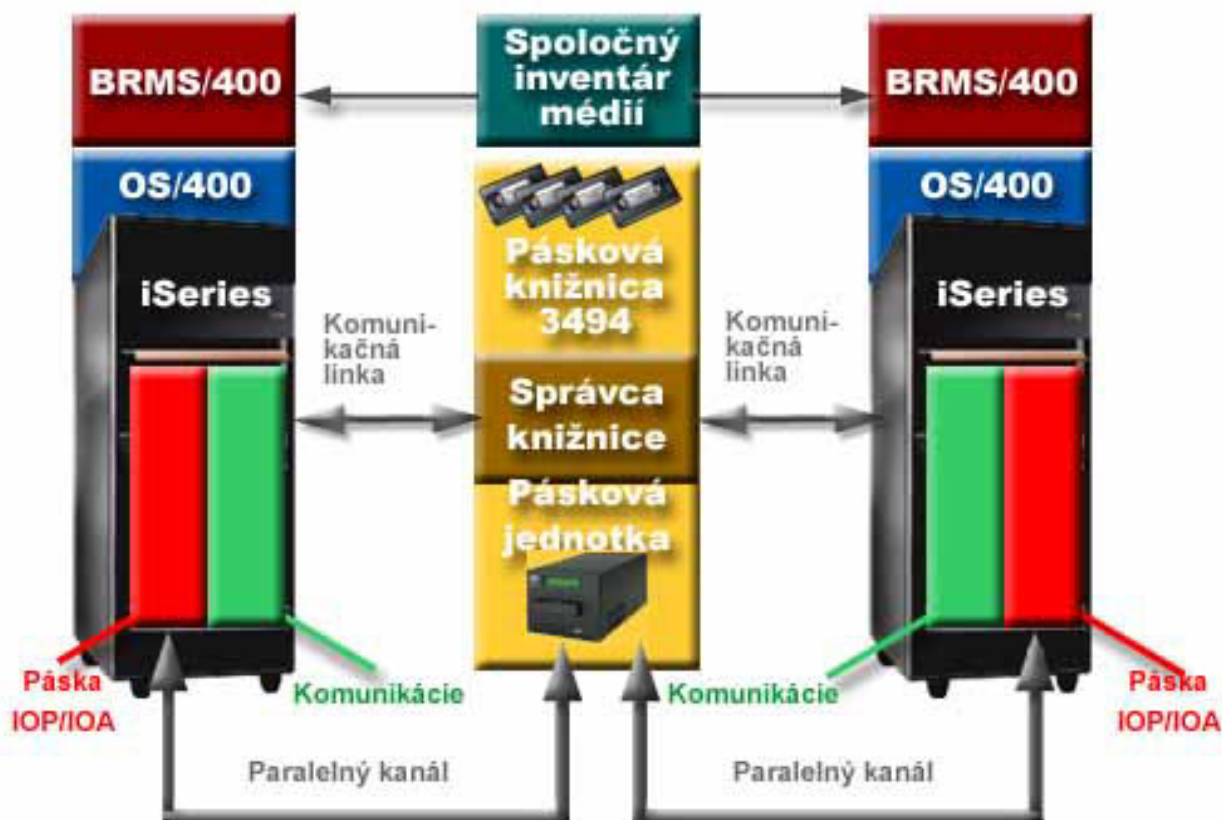 BRMS/400
Spoločný
inventár
médií
BRMS/400
OS/400
OS/400
iSeries
Pásková
knižnica
3494
iSeries
Komuni-
kačná
linka
Komuni-
kačná
linka
Správca
knižnice
Pásková
jednotka
Páska
IOP/IOA
Komunikácie
Komunikácie
Páska
IOP/IOA
Paralelný kanál
Paralelný kanál